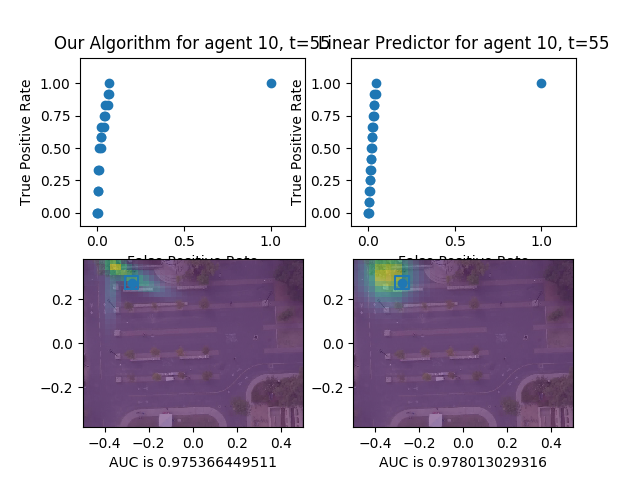 Our Algorithm for agent 10, t=55
Linear Predictor for agent 10, t=55
True Positive Rate
1.00
0.75
0.50
0.25
0.00
0.0 0.5 1.0
False Positive Rate
True Positive Rate
1.00
0.75
0.50
0.25
0.00
0.0 0.5 1.0
False Positive Rate
0.2
0.0
−0.2
−0.4 −0.2 0.0 0.2 0.4
AUC is 0.975366449511
0.2
0.0
−0.2
−0.4 −0.2 0.0 0.2 0.4
AUC is 0.978013029316